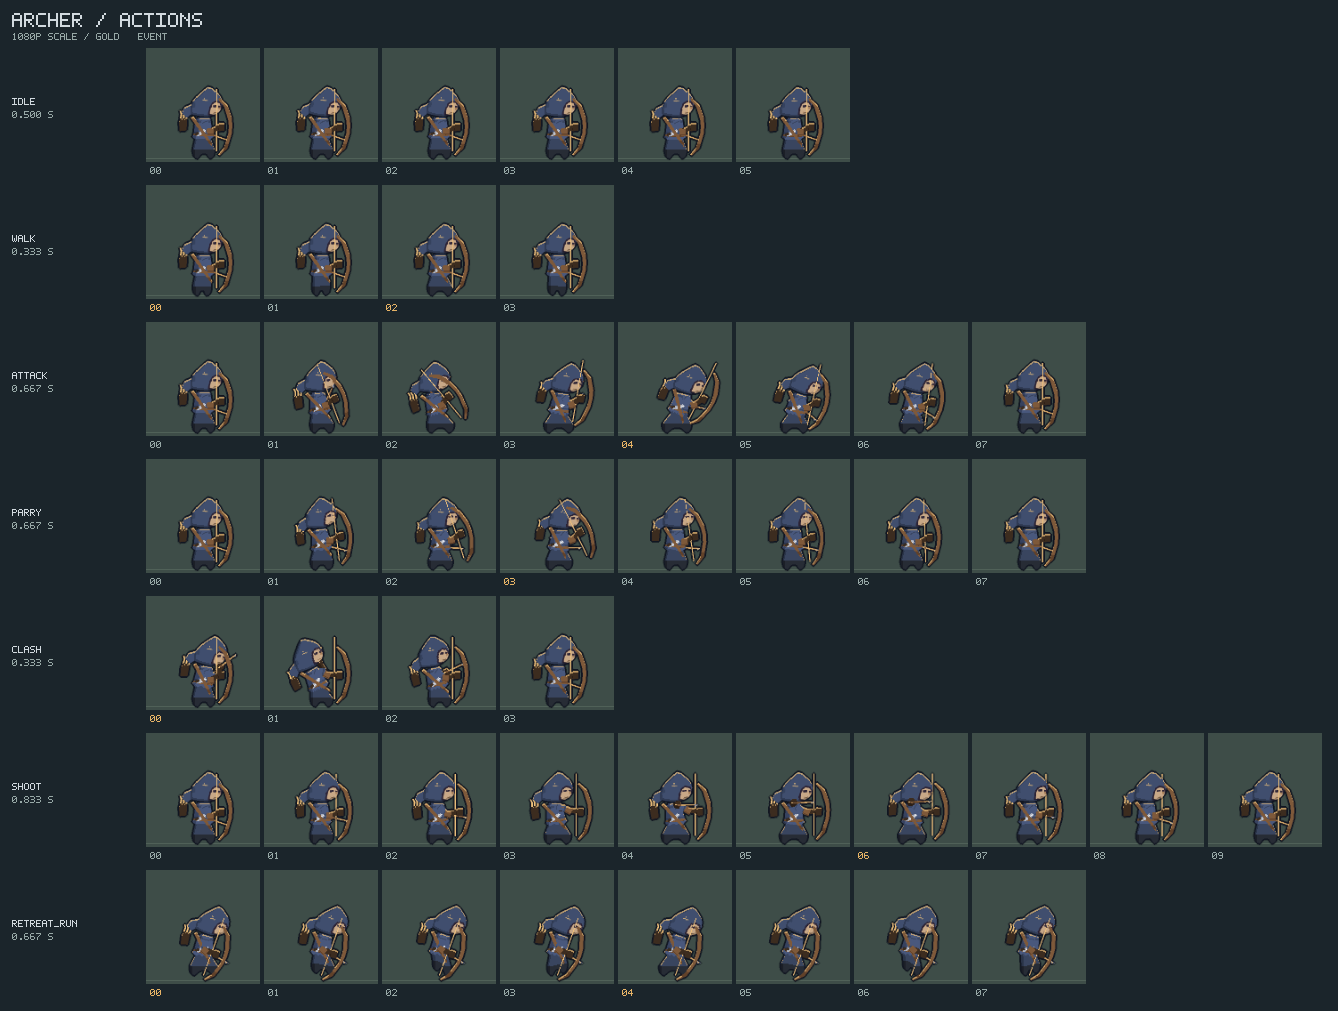 ARCHER / ACTIONS
1080P SCALE / GOLD   EVENT
IDLE
0.500 S
00 01 02 03 04 05
WALK
0.333 S
00 01 02 03
ATTACK
0.667 S
00 01 02 03 04 05 06 07
PARRY
0.667 S
00 01 02 03 04 05 06 07
CLASH
0.333 S
00 01 02 03
SHOOT
0.833 S
00 01 02 03 04 05 06 07 08 09
RETREAT_RUN
0.667 S
00 01 02 03 04 05 06 07